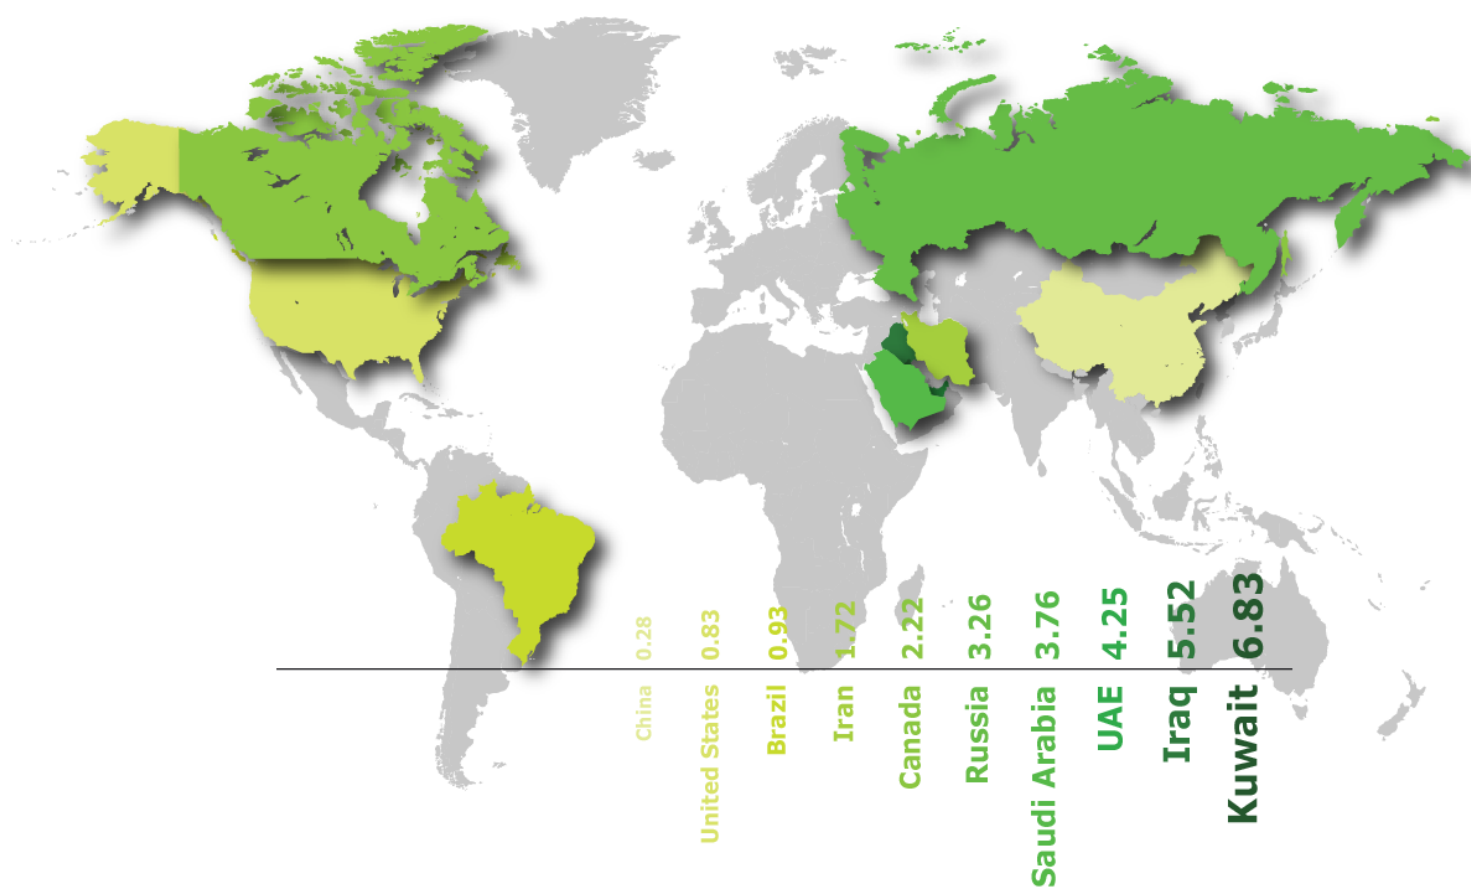 China 0.28
United States 0.83
Brazil 0.93
Iran 1.72
Canada 2.22
Russia 3.26
Saudi Arabia 3.76
UAE 4.25
Iraq 5.52
Kuwait 6.83